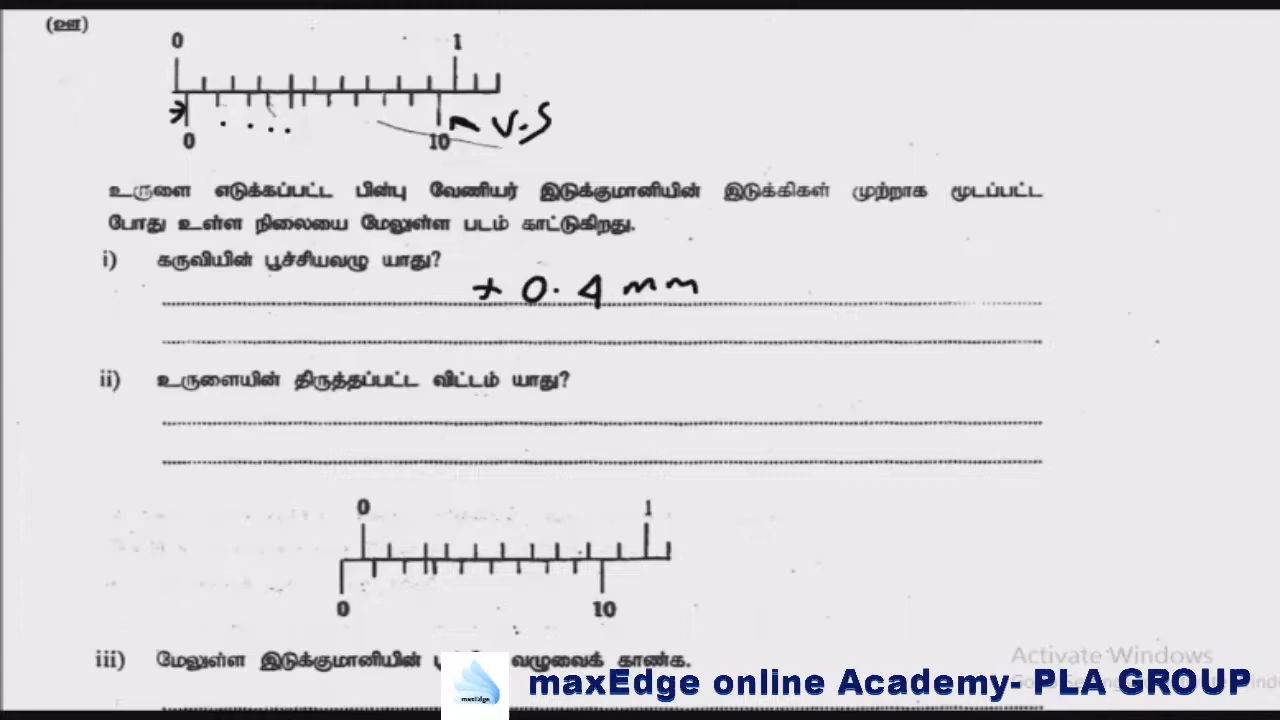 (ஊ)
0 1
0 10 V.S
உருளை எடுக்கப்பட்ட பின்பு வேணியர் இடுக்குமானியின் இடுக்கிகள் முற்றாக மூடப்பட்ட
போது உள்ள நிலையை மேலுள்ள படம் காட்டுகிறது.
i) கருவியின் பூச்சியவழு யாது?
+ 0.4 mm
ii) உருளையின் திருத்தப்பட்ட விட்டம் யாது?
0 1
0 10
iii) மேலுள்ள இடுக்குமானியின் வழுவைக் காண்க.
Activate Windows
maxEdge
maxEdge online Academy- PLA GROUP